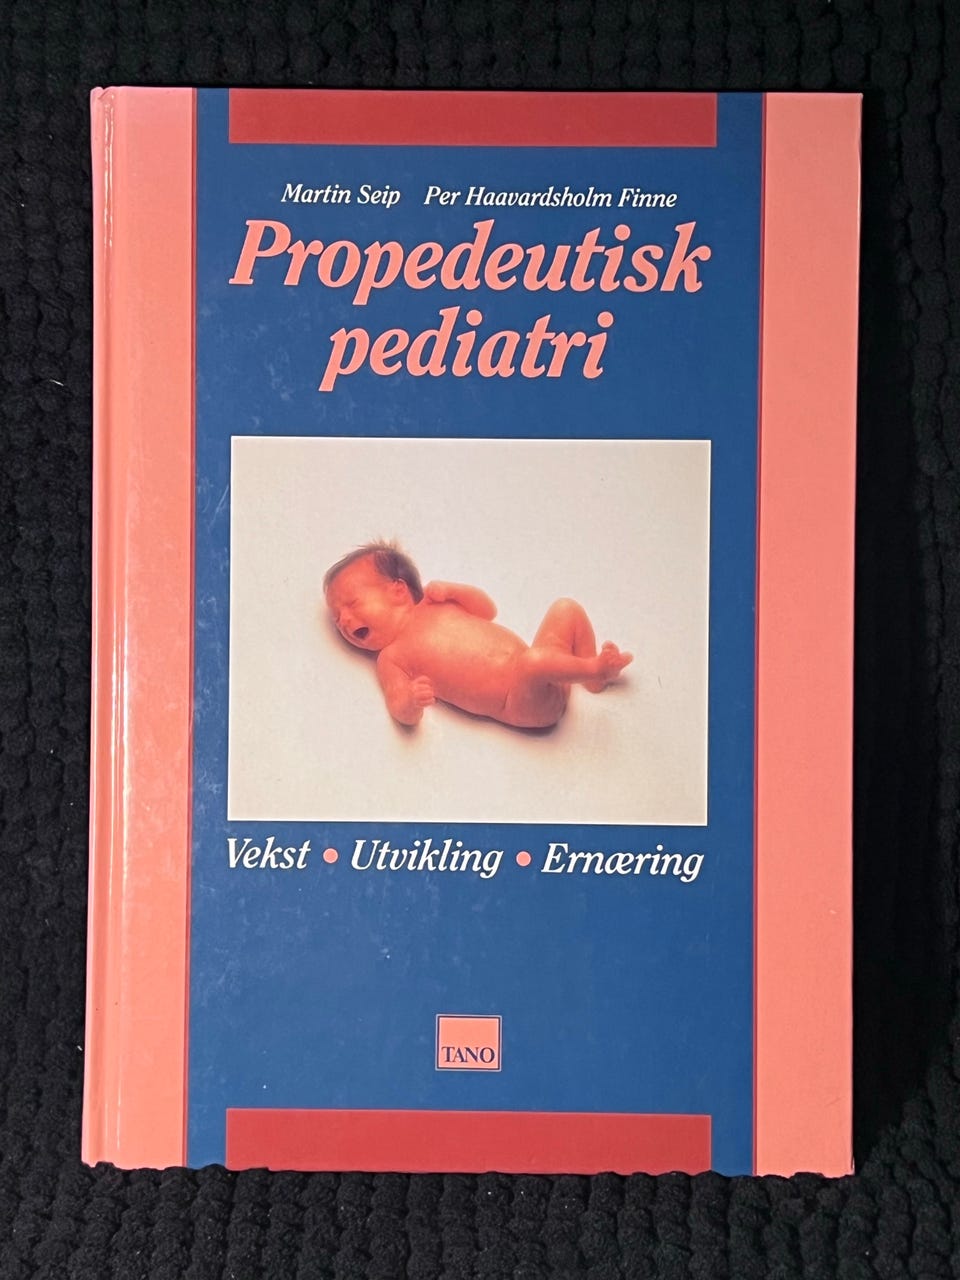 Martin Seip Per Haavardsholm Finne
Propedeutisk
pediatri
Vekst • Utvikling • Ernæring
TANO